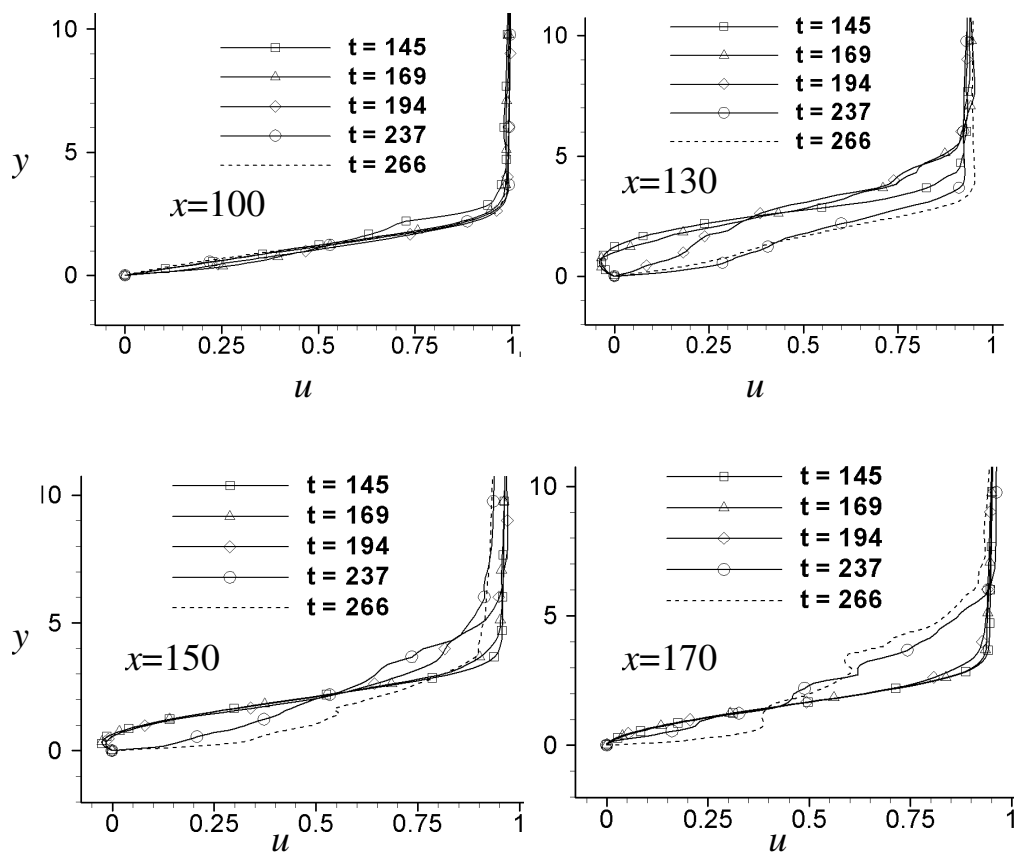 10
t = 145
t = 169
t = 194
t = 237
t = 266
y
5
x=100
0
0 0.25 0.5 0.75 1
u
10
t = 145
t = 169
t = 194
t = 237
t = 266
5
x=130
0
0 0.25 0.5 0.75 1
u
10
t = 145
t = 169
t = 194
t = 237
t = 266
5
y
x=150
0
0 0.25 0.5 0.75 1
u
10
t = 145
t = 169
t = 194
t = 237
t = 266
5
x=170
0
0 0.25 0.5 0.75 1
u